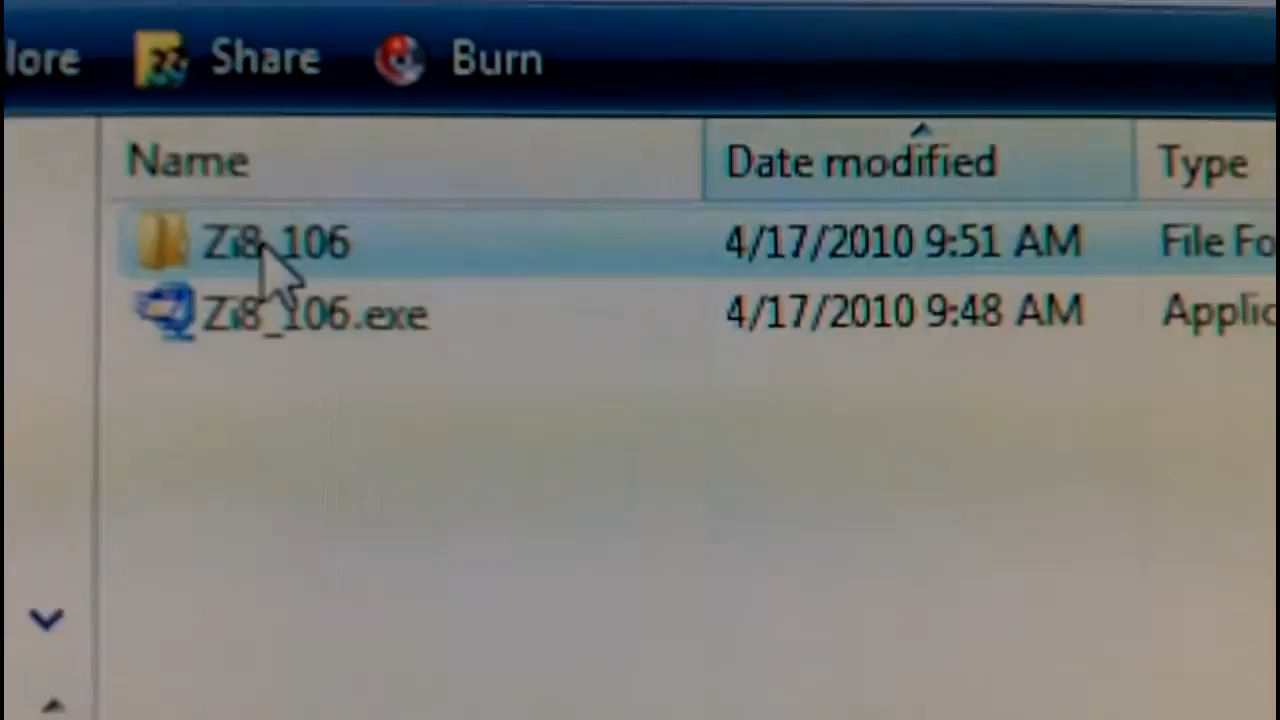 lore Share Burn
Name Date modified Type
Zi8_106 4/17/2010 9:51 AM File Fo
Zi8_106.exe 4/17/2010 9:48 AM Applic